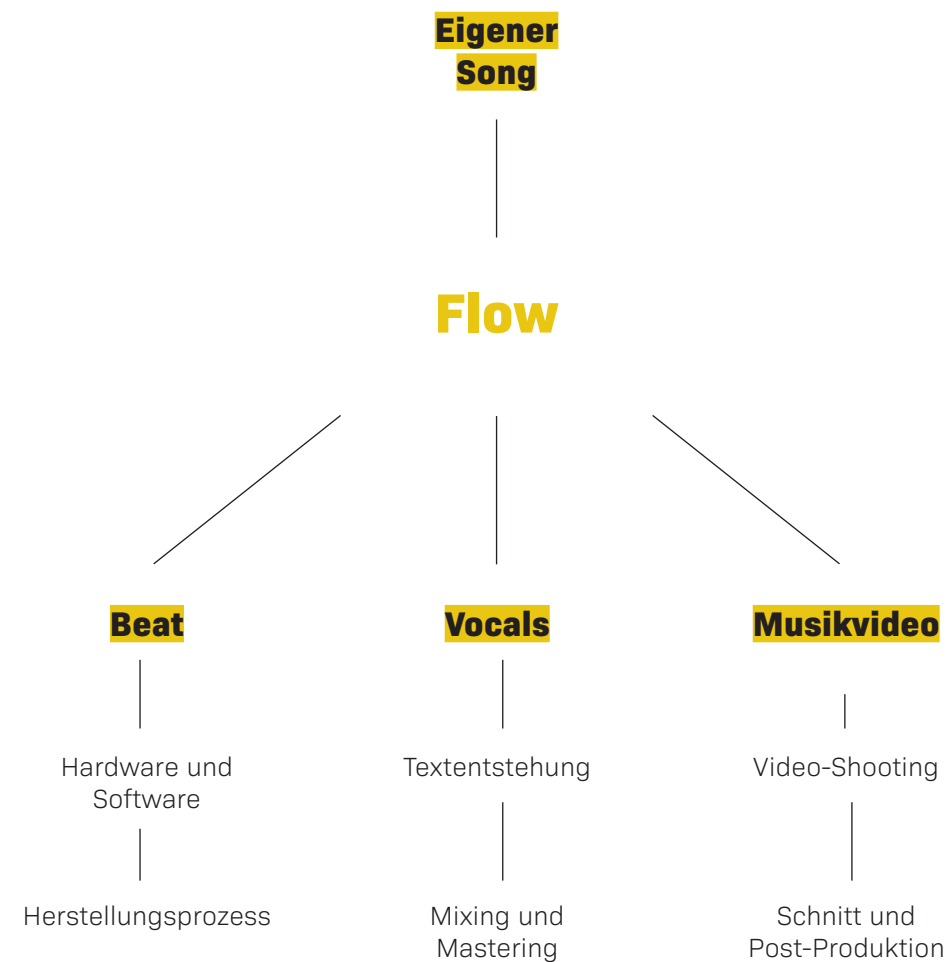 Eigener
Song
Flow
Beat
Vocals
Musikvideo
Hardware und
Software
Textentstehung
Video-Shooting
Herstellungsprozess
Mixing und
Mastering
Schnitt und
Post-Produktion